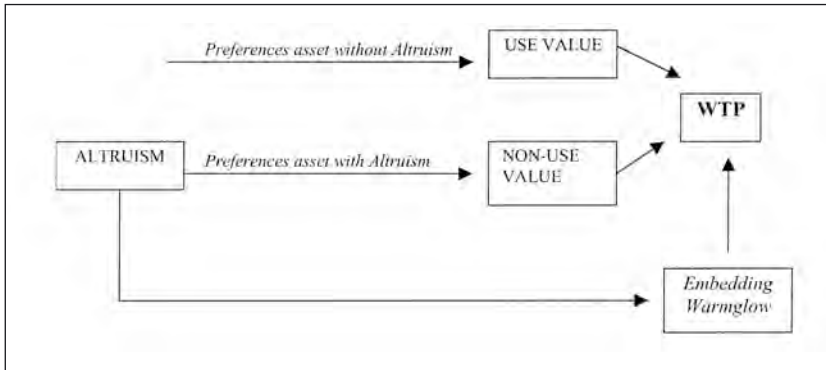 Preferences asset without Altruism
USE VALUE
WTP
ALTRUISM
Preferences asset with Altruism
NON-USE
VALUE
Embedding
Warmglow